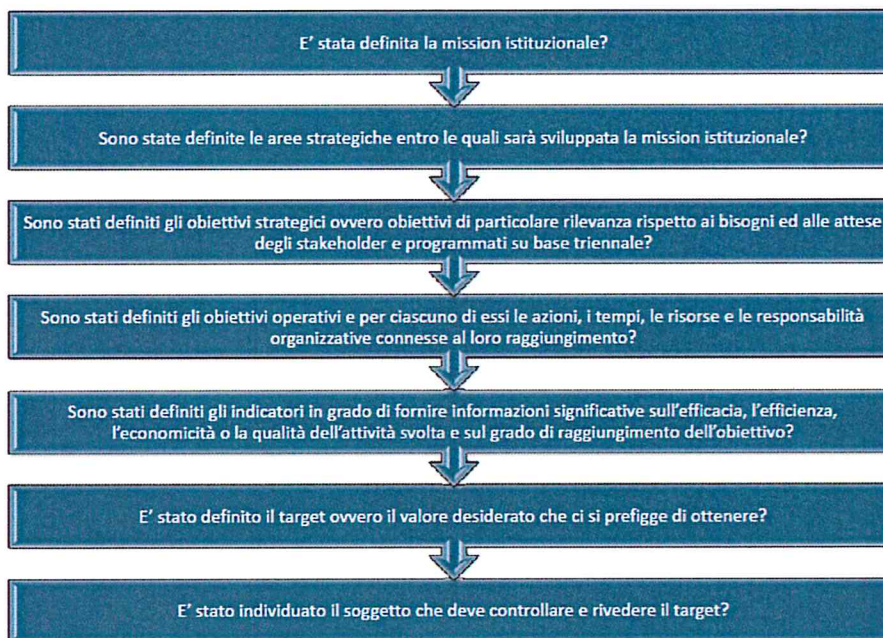 E' stata definita la mission istituzionale?
Sono state definite le aree strategiche entro le quali sarà sviluppata la mission istituzionale?
Sono stati definiti gli obiettivi strategici ovvero obiettivi di particolare rilevanza rispetto ai bisogni ed alle attese
degli stakeholder e programmati su base triennale?
Sono stati definiti gli obiettivi operativi e per ciascuno di essi le azioni, i tempi, le risorse e le responsabilità
organizzative connesse al loro raggiungimento?
Sono stati definiti gli indicatori in grado di fornire informazioni significative sull'efficacia, l'efficienza,
l'economicità o la qualità dell'attività svolta e sul grado di raggiungimento dell'obiettivo?
E' stato definito il target ovvero il valore desiderato che ci si prefigge di ottenere?
E' stato individuato il soggetto che deve controllare e rivedere il target?